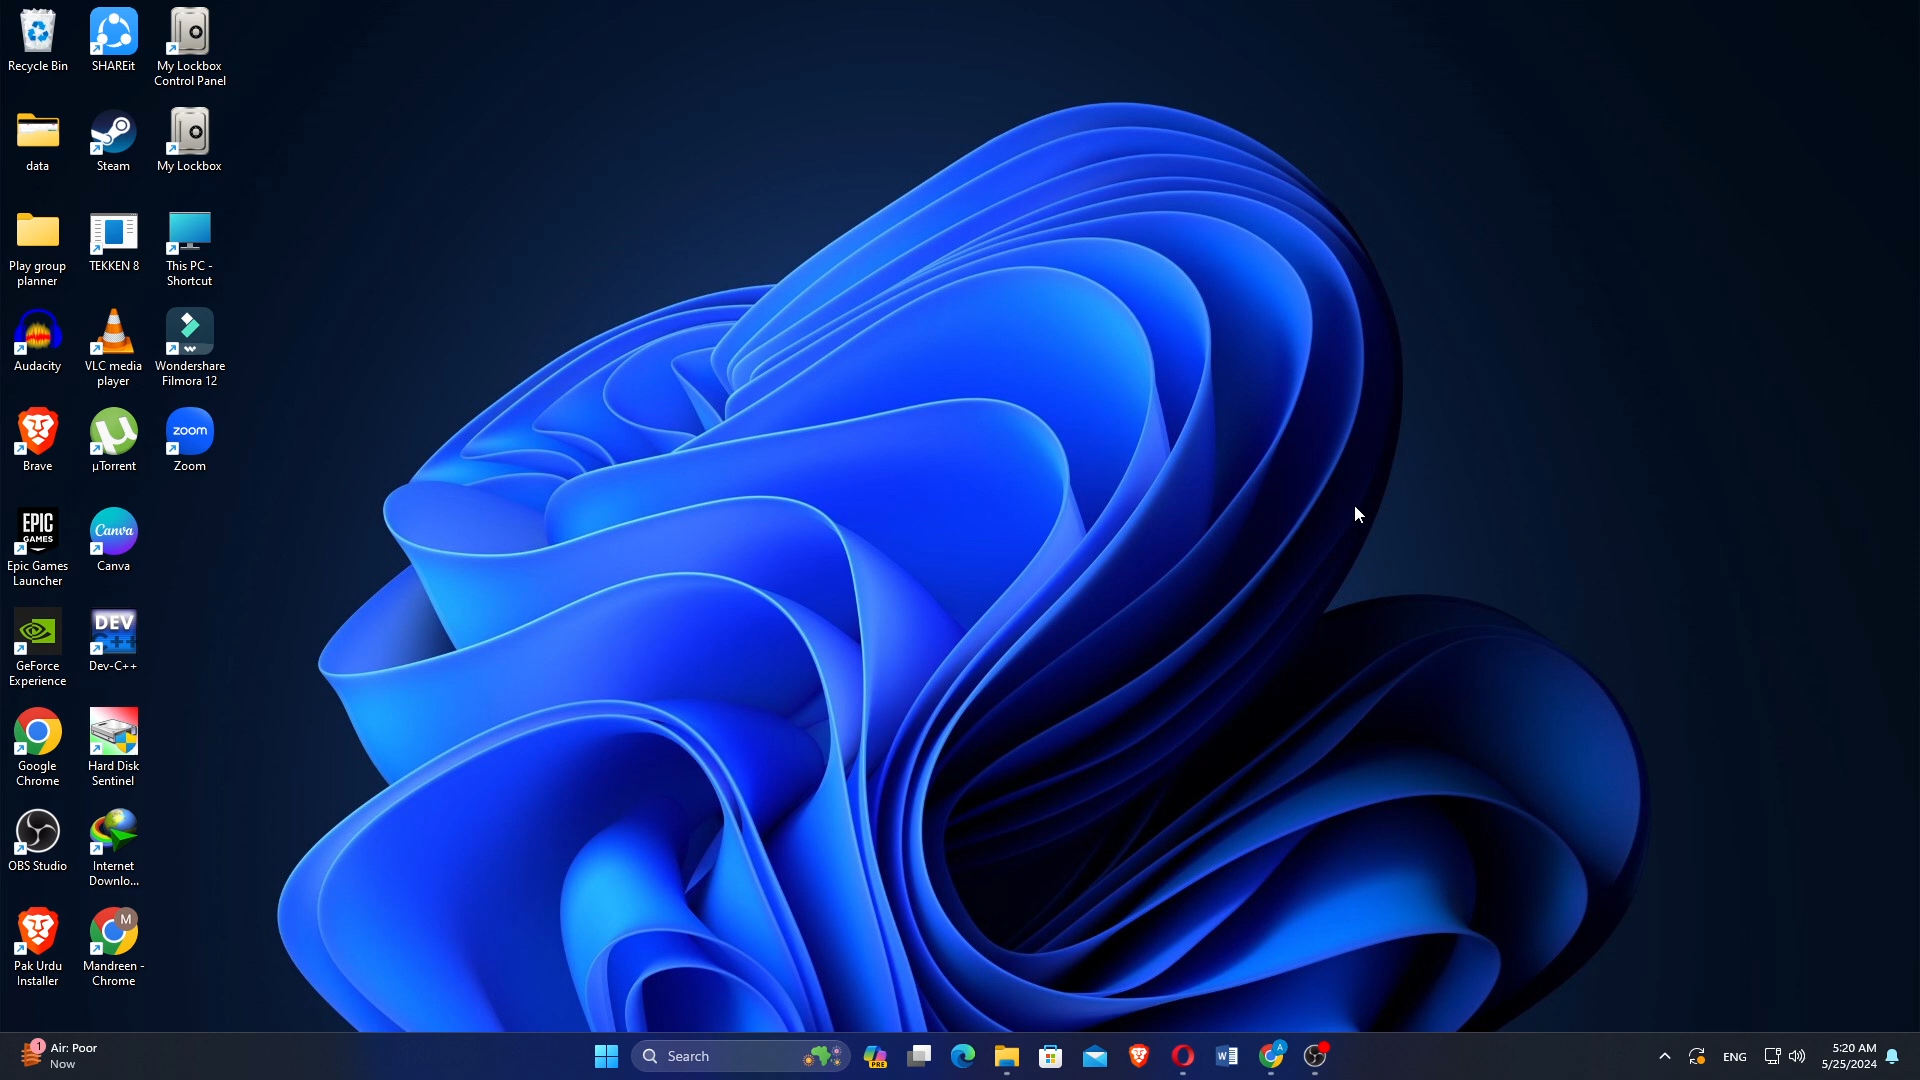 Recycle Bin
SHAREit
My Lockbox
Control Panel
data
Steam
My Lockbox
Play group
planner
TEKKEN 8
This PC -
Shortcut
Audacity
VLC media
player
Wondershare
Filmora 12
Brave
µTorrent
zoom
Zoom
EPIC
GAMES
Epic Games
Launcher
Canva
Canva
GeForce
Experience
DEV
C++
Dev-C++
Google
Chrome
Hard Disk
Sentinel
OBS Studio
Internet
Downlo...
Pak Urdu
Installer
M
Mandreen -
Chrome
1
Air: Poor
Now
Search
PRE
W
A
ENG
5:20 AM
5/25/2024